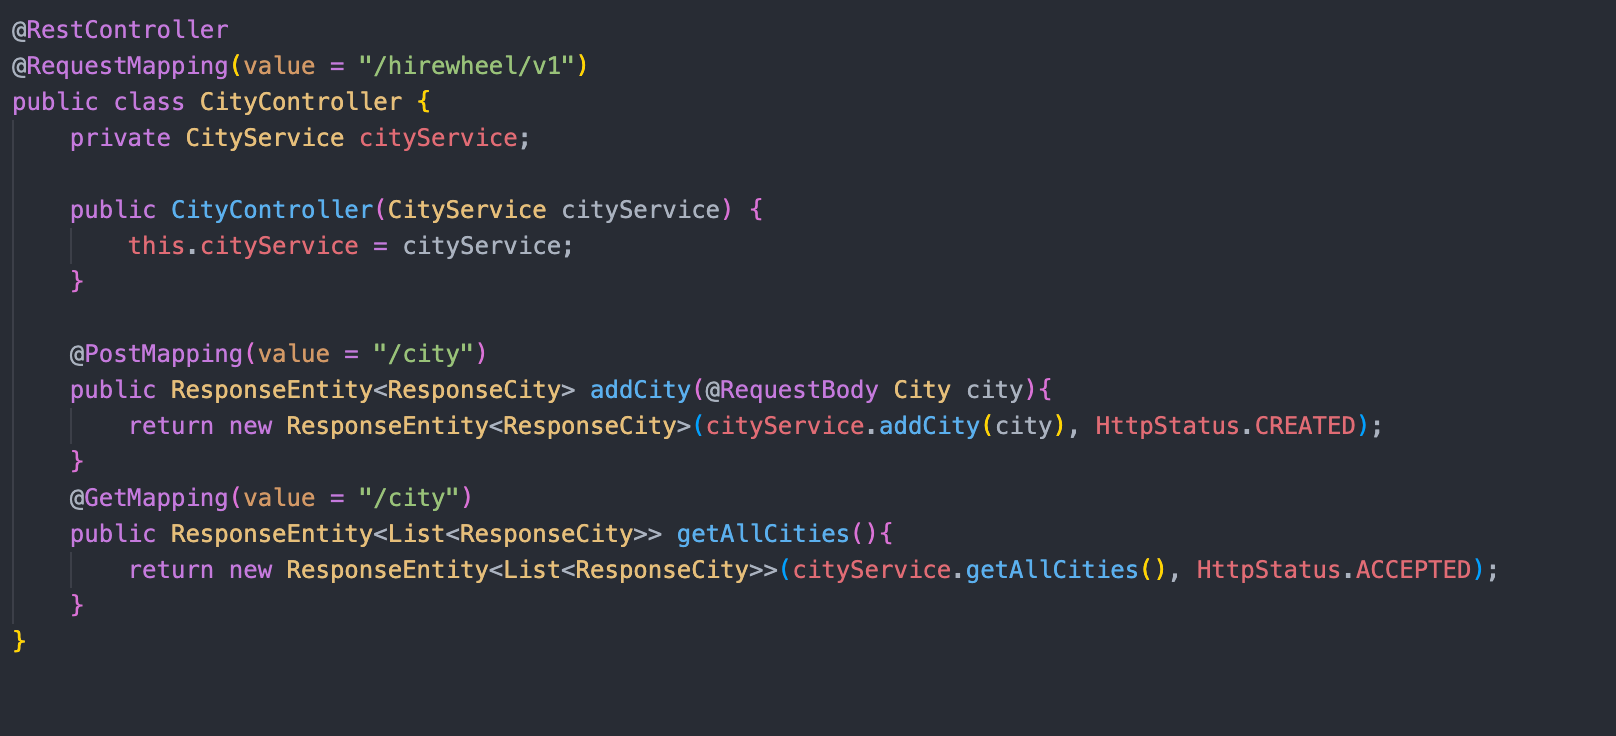 @RestController
@RequestMapping(value = "/hirewheel/v1")
public class CityController {
    private CityService cityService;

    public CityController(CityService cityService) {
        this.cityService = cityService;
    }

    @PostMapping(value = "/city")
    public ResponseEntity<ResponseCity> addCity(@RequestBody City city){
        return new ResponseEntity<ResponseCity>(cityService.addCity(city), HttpStatus.CREATED);
    }
    @GetMapping(value = "/city")
    public ResponseEntity<List<ResponseCity>> getAllCities(){
        return new ResponseEntity<List<ResponseCity>>(cityService.getAllCities(), HttpStatus.ACCEPTED);
    }
}